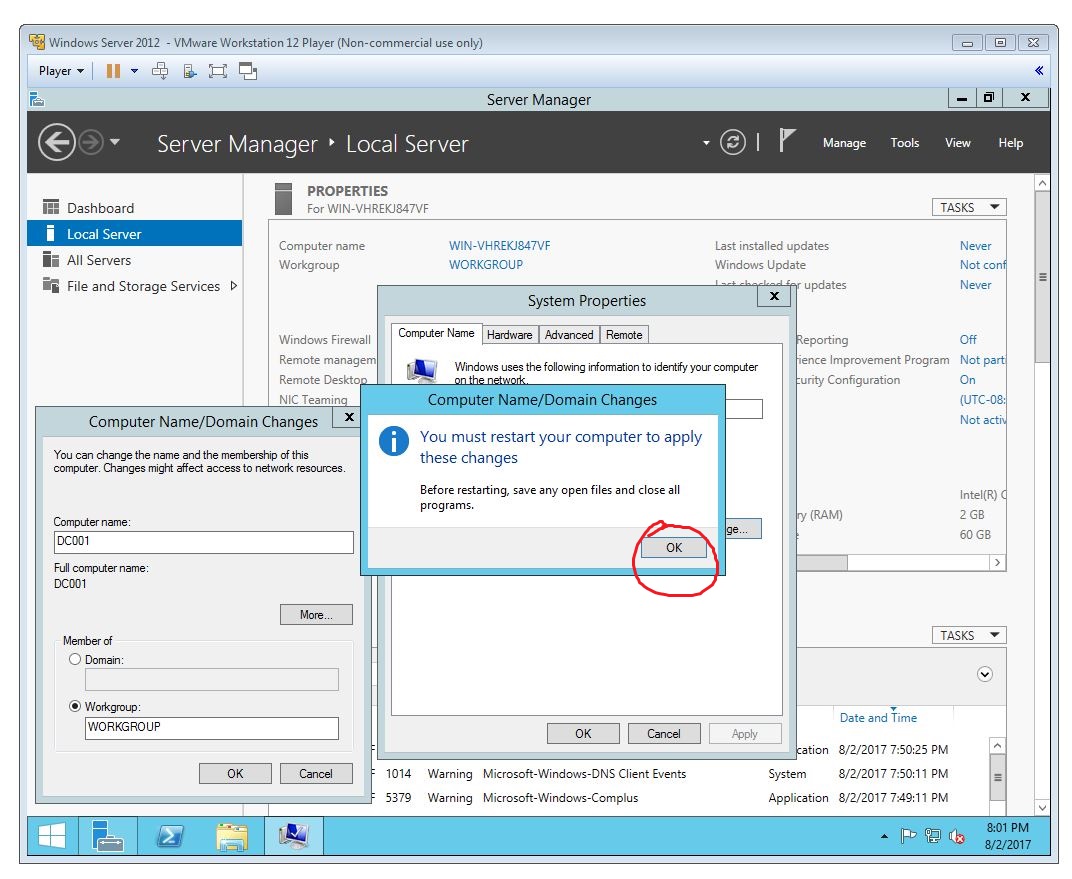 Windows Server 2012 - VMware Workstation 12 Player (Non-commercial use only)
Player
Server Manager
Server Manager Local Server
Manage Tools View Help
Dashboard
Local Server
All Servers
File and Storage Services
PROPERTIES
For WIN-VHREKJ847VF
TASKS
Computer name WIN-VHREKJ847VF Last installed updates Never
Workgroup WORKGROUP Windows Update Not conf
Last checked for updates Never
Windows Firewall Reporting Off
Remote managem rience Improvement Program Not parti
Remote Desktop curity Configuration On
NIC Teaming (UTC-08:
Not activ
Intel(R) C
ry (RAM) 2 GB
60 GB
System Properties
Computer Name Hardware Advanced Remote
Windows uses the following information to identify your computer
on the network.
ge...
OK Cancel Apply
Computer Name/Domain Changes
You must restart your computer to apply
these changes
Before restarting, save any open files and close all
programs.
OK
Computer Name/Domain Changes
You can change the name and the membership of this
computer. Changes might affect access to network resources.
Computer name:
DC001
Full computer name:
DC001
More...
Member of
Domain:
Workgroup:
WORKGROUP
OK Cancel
TASKS
Date and Time
cation 8/2/2017 7:50:25 PM
1014 Warning Microsoft-Windows-DNS Client Events System 8/2/2017 7:50:11 PM
5379 Warning Microsoft-Windows-Complus Application 8/2/2017 7:49:11 PM
8:01 PM
8/2/2017